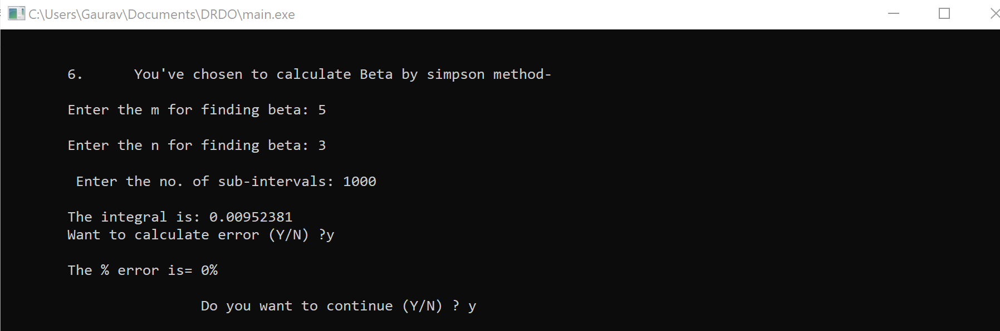 C:\Users\Gaurav\Documents\DRDO\main.exe
6. You've chosen to calculate Beta by simpson method-
Enter the m for finding beta: 5
Enter the n for finding beta: 3
Enter the no. of sub-intervals: 1000
The integral is: 0.00952381
Want to calculate error (Y/N) ?y
The % error is= 0%
Do you want to continue (Y/N) ? y